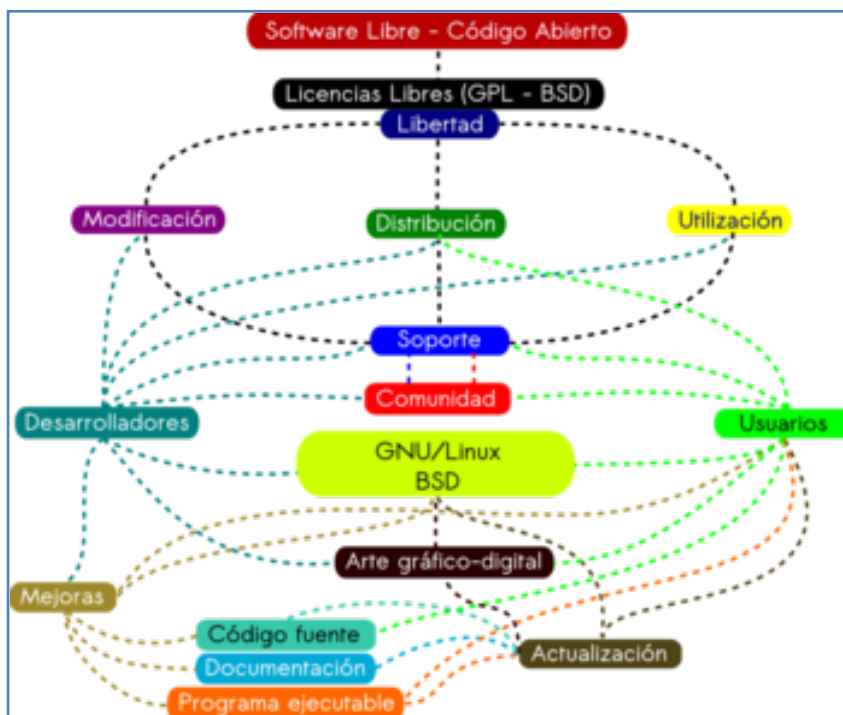 Software Libre - Código Abierto
Licencias Libres (GPL - BSD)
Libertad
Modificación
Distribución
Utilización
Soporte
Comunidad
Desarrolladores
Usuarios
GNU/Linux
BSD
Arte gráfico-digital
Mejoras
Código fuente
Actualización
Documentación
Programa ejecutable